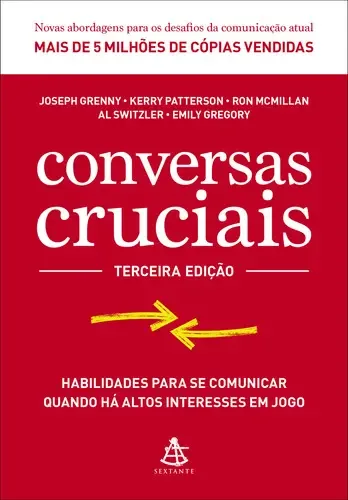 Novas abordagens para os desafios da comunicação atual
MAIS DE 5 MILHÕES DE CÓPIAS VENDIDAS
JOSEPH GRENNY • KERRY PATTERSON • RON MCMILLAN
AL SWITZLER • EMILY GREGORY
conversas
cruciais
TERCEIRA EDIÇÃO
HABILIDADES PARA SE COMUNICAR
QUANDO HÁ ALTOS INTERESSES EM JOGO
SEXTANTE